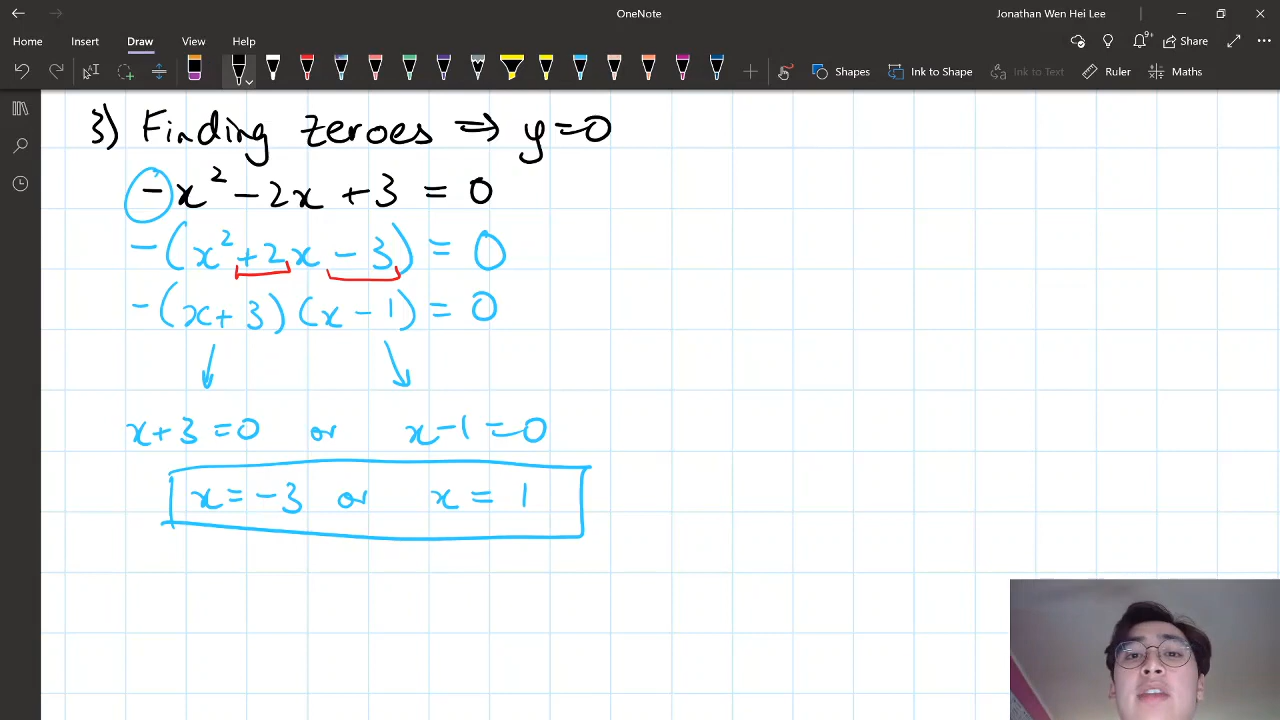 OneNote
Jonathan Wen Hei Lee
Home Insert Draw View Help
9+ Share
Shapes Ink to Shape Ink to Text Ruler Maths
3) Finding zeroes ⇒ y=0
-x² - 2x + 3 = 0
-(x² + 2x - 3) = 0
-(x + 3)(x - 1) = 0
x+3 = 0 or x-1 = 0
x = -3 or x = 1